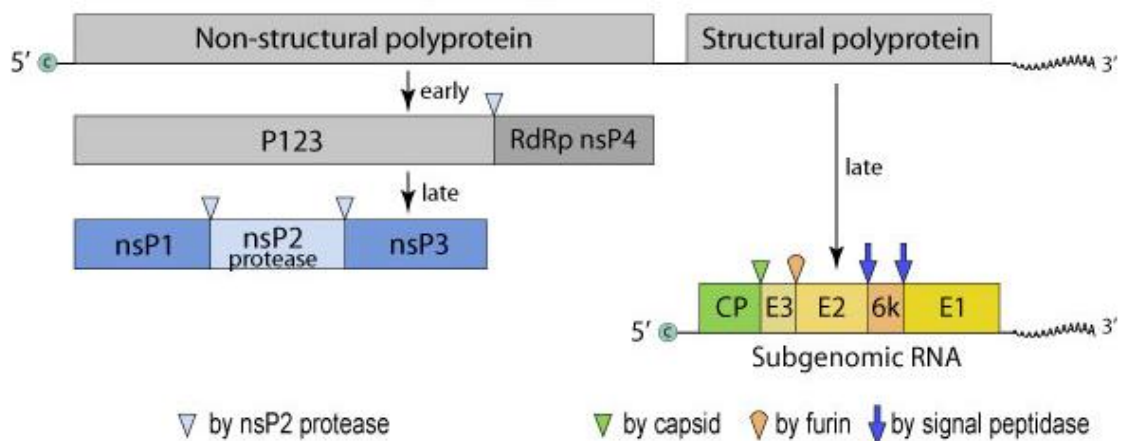 Non-structural polyprotein Structural polyprotein
5′ c 3′
early
P123 RdRp nsP4
late late
nsP1 nsP2 protease nsP3
CP E3 E2 6k E1
5′ c 3′
Subgenomic RNA
by nsP2 protease by capsid by furin by signal peptidase